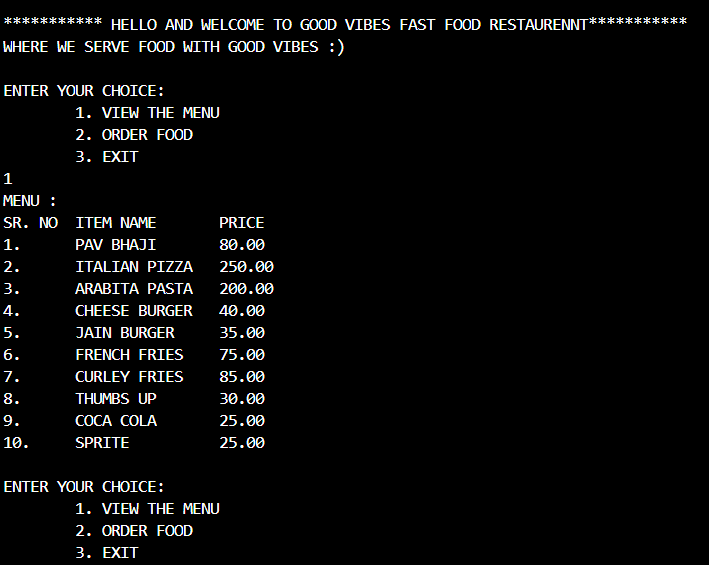 *********** HELLO AND WELCOME TO GOOD VIBES FAST FOOD RESTAURENNT***********
WHERE WE SERVE FOOD WITH GOOD VIBES :)
ENTER YOUR CHOICE:
1. VIEW THE MENU
2. ORDER FOOD
3. EXIT
1
MENU :
SR. NO ITEM NAME PRICE
1. PAV BHAJI 80.00
2. ITALIAN PIZZA 250.00
3. ARABITA PASTA 200.00
4. CHEESE BURGER 40.00
5. JAIN BURGER 35.00
6. FRENCH FRIES 75.00
7. CURLEY FRIES 85.00
8. THUMBS UP 30.00
9. COCA COLA 25.00
10. SPRITE 25.00
ENTER YOUR CHOICE:
1. VIEW THE MENU
2. ORDER FOOD
3. EXIT